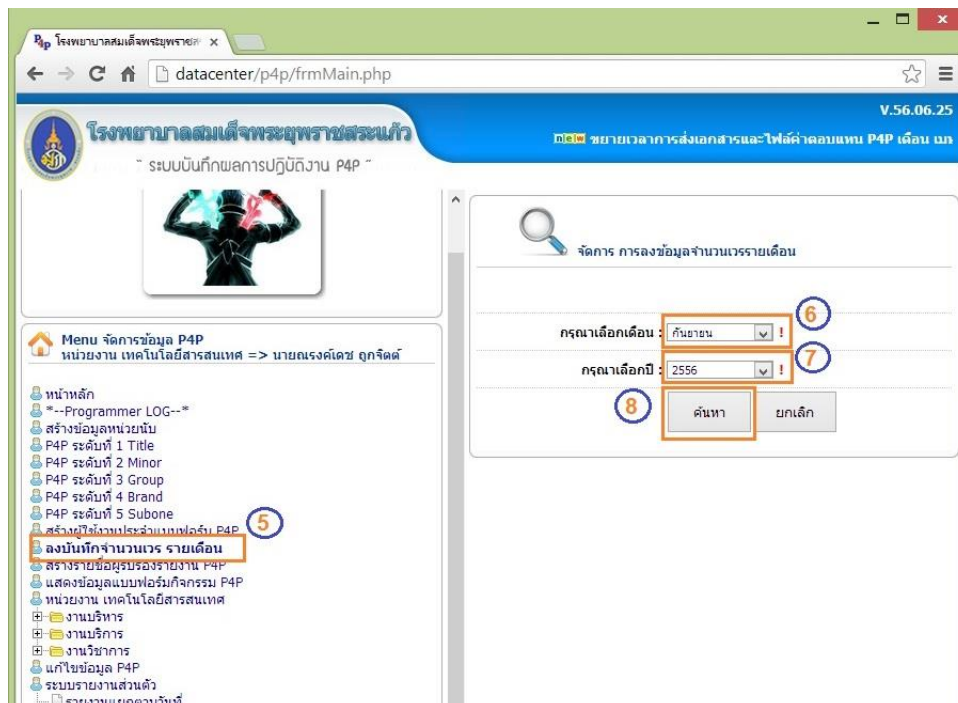 โรงพยาบาลสมเด็จพระยุพราชส
datacenter/p4p/frmMain.php
V.56.06.25
โรงพยาบาลสมเด็จพระยุพราชสระแก้ว
new ขยายเวลาการส่งเอกสารและไฟล์ค่าตอบแทน P4P เดือน เม
~ ระบบบันทึกผลการปฏิบัติงาน P4P ~
จัดการ การลงข้อมูลจำนวนเวรรายเดือน
6
กรุณาเลือกเดือน : กันยายน !
7
กรุณาเลือกปี : 2556 !
8
ค้นหา ยกเลิก
Menu จัดการข้อมูล P4P
หน่วยงาน เทคโนโลยีสารสนเทศ => นายณรงค์เดช ถูกจิตต์
หน้าหลัก
*--Programmer LOG--*
สร้างข้อมูลหน่วยนับ
P4P ระดับที่ 1 Title
P4P ระดับที่ 2 Minor
P4P ระดับที่ 3 Group
P4P ระดับที่ 4 Brand
P4P ระดับที่ 5 Subone
5
สร้างผู้ใช้งานประจำแบบฟอร์ม P4P
ลงบันทึกจำนวนเวร รายเดือน
สร้างรายชื่อผู้รับรองรายงาน P4P
แสดงข้อมูลแบบฟอร์มกิจกรรม P4P
หน่วยงาน เทคโนโลยีสารสนเทศ
งานบริหาร
งานบริการ
งานวิชาการ
แก้ไขข้อมูล P4P
ระบบรายงานส่วนตัว
รายงานแยกตามวันที่